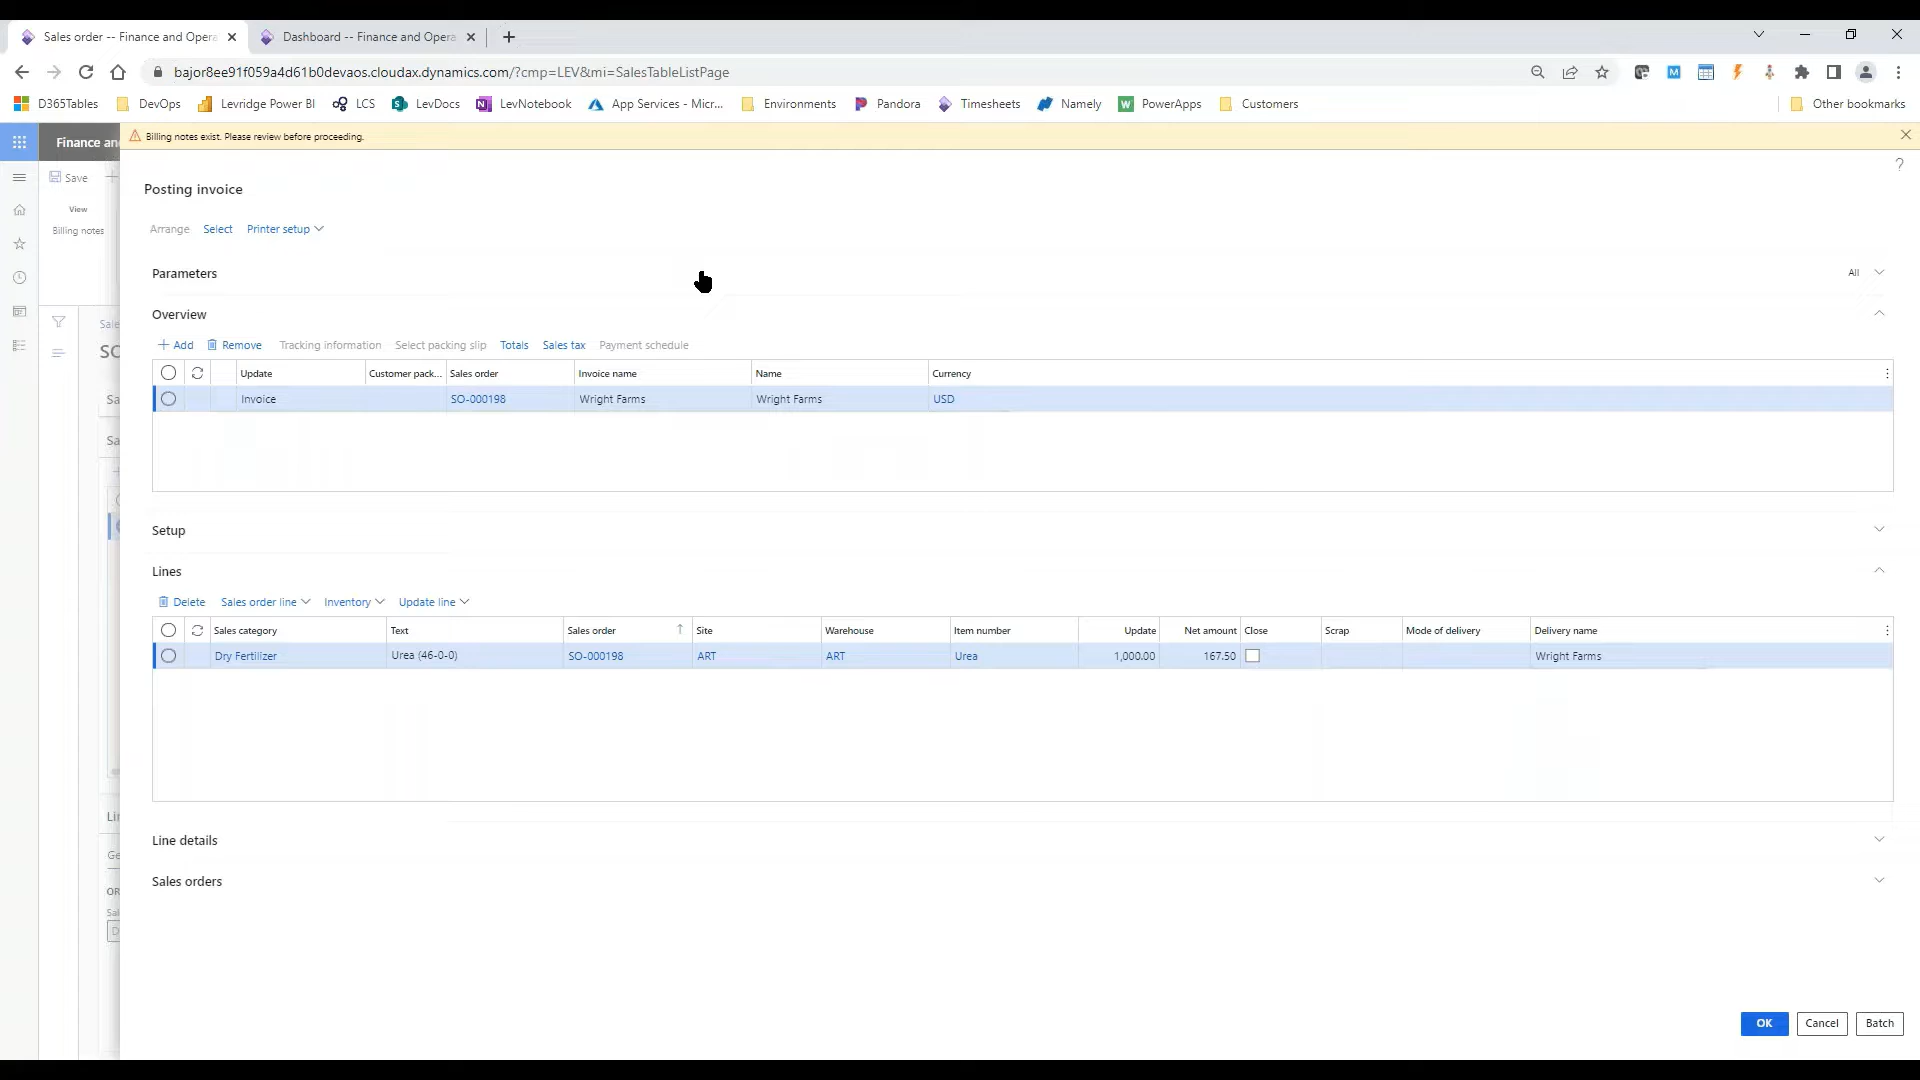 Sales order -- Finance and Opera
Dashboard -- Finance and Opera
bajor8ee91f059a4d61b0devaos.cloudax.dynamics.com/?cmp=LEV&mi=SalesTableListPage
D365Tables DevOps Levridge Power BI LCS LevDocs LevNotebook App Services - Micr... Environments Pandora Timesheets Namely PowerApps Customers Other bookmarks
Finance an
Billing notes exist. Please review before proceeding.
Save
View
Billing notes
Posting invoice
Arrange Select Printer setup
Parameters All
Overview
Add Remove Tracking information Select packing slip Totals Sales tax Payment schedule
Update Customer pack... Sales order Invoice name Name Currency
Invoice SO-000198 Wright Farms Wright Farms USD
Setup
Lines
Delete Sales order line Inventory Update line
Sales category Text Sales order Site Warehouse Item number Update Net amount Close Scrap Mode of delivery Delivery name
Dry Fertilizer Urea (46-0-0) SO-000198 ART ART Urea 1,000.00 167.50 Wright Farms
Line details
Sales orders
OK Cancel Batch